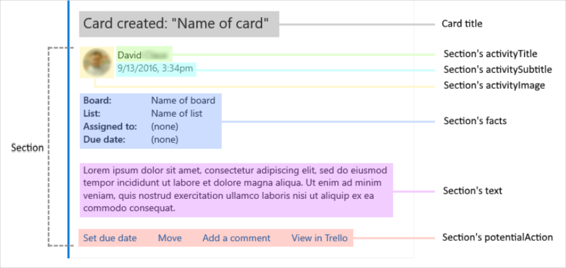 Card created: "Name of card"
Card title
David
Section's activityTitle
9/13/2016, 3:34pm
Section's activitySubtitle
Section's activityImage
Board: Name of board
List: Name of list
Assigned to: (none)
Due date: (none)
Section's facts
Section
Lorem ipsum dolor sit amet, consectetur adipiscing elit, sed do eiusmod
tempor incididunt ut labore et dolore magna aliqua. Ut enim ad minim
veniam, quis nostrud exercitation ullamco laboris nisi ut aliquip ex ea
commodo consequat.
Section's text
Set due date Move Add a comment View in Trello
Section's potentialAction